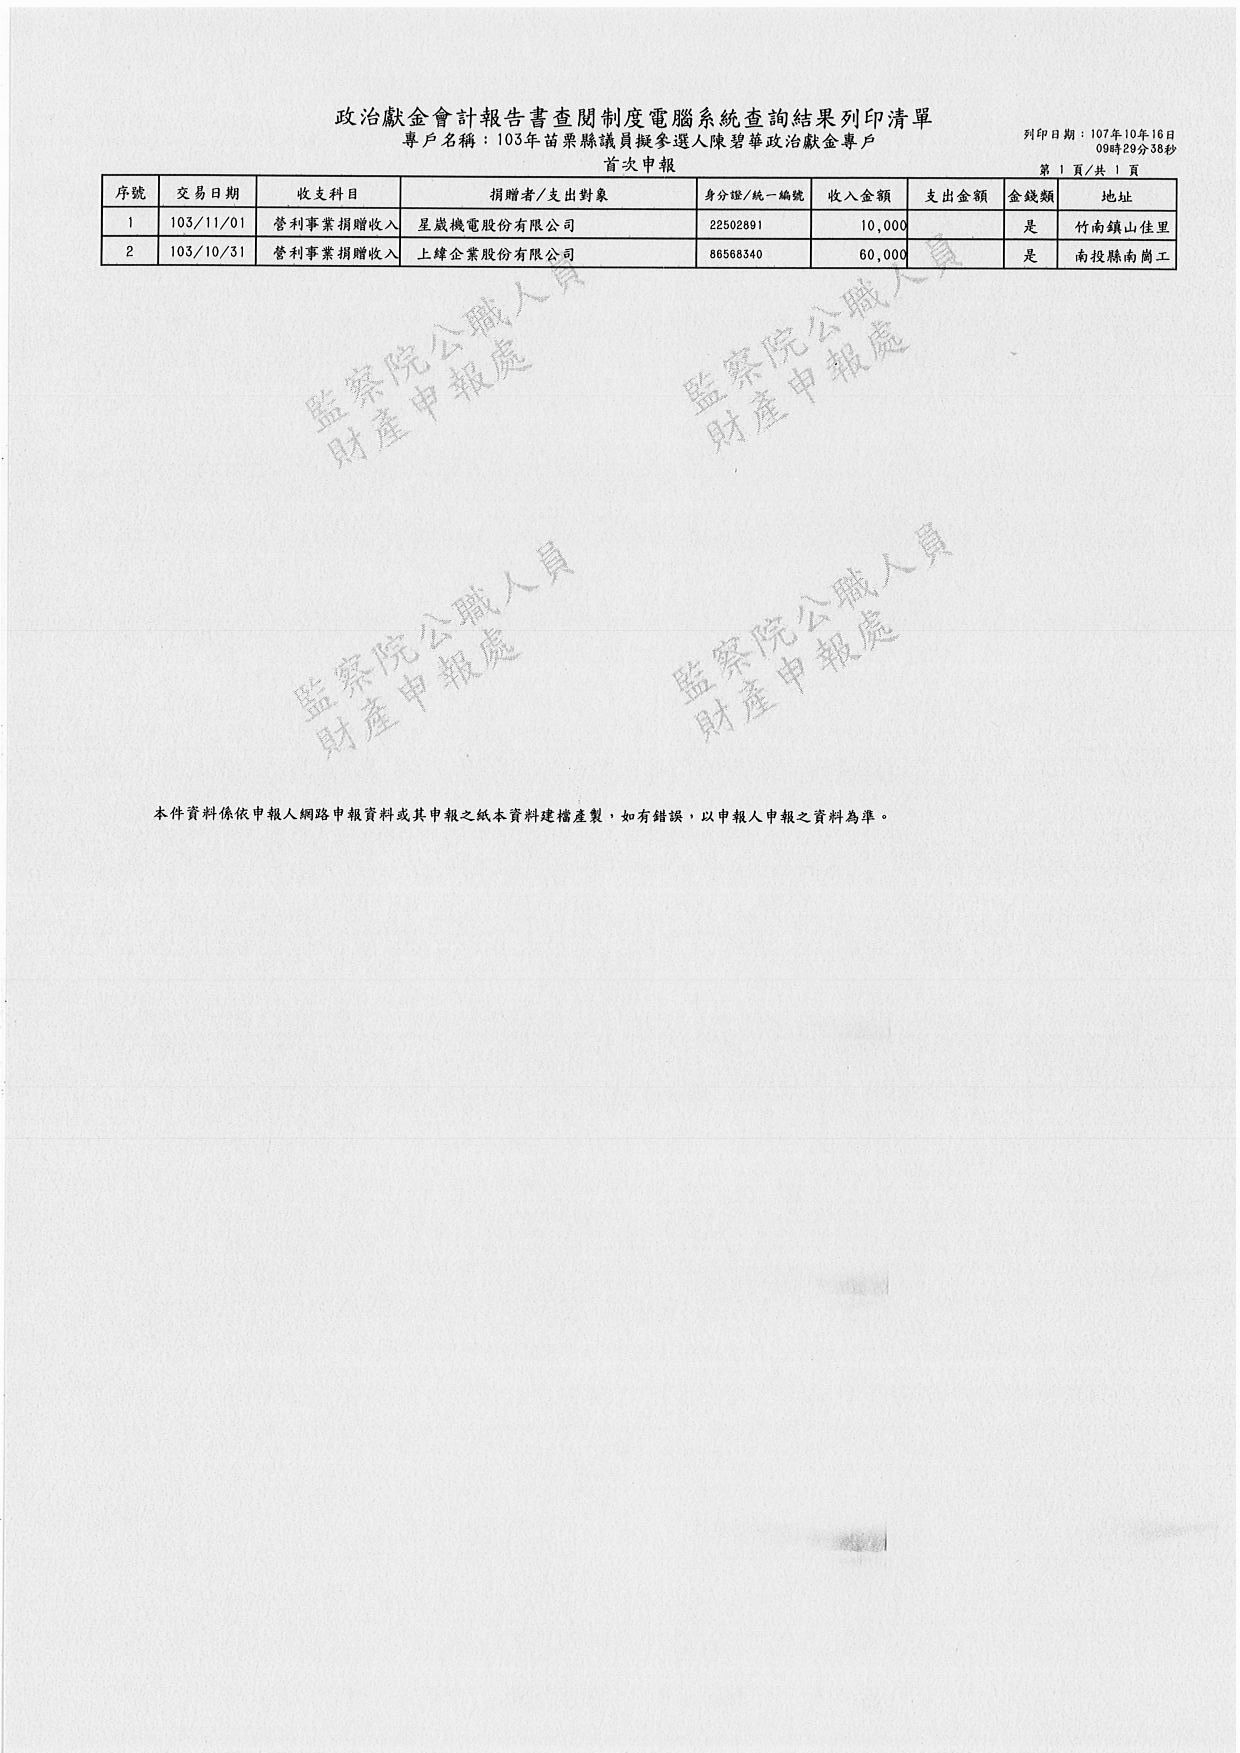 政治獻金會計報告書查閱制度電腦系統查詢結果列印清單
專戶名稱：103年苗栗縣議員擬參選人陳碧華政治獻金專戶
列印日期：107年10年16日
09時29分38秒
首次申報
第 1 頁/共 1 頁
序號 交易日期 收支科目 捐贈者/支出對象 身分證/統一編號 收入金額 支出金額 金錢類 地址
1 103/11/01 營利事業捐贈收入 星崴機電股份有限公司 22502891 10,000 是 竹南鎮山佳里
2 103/10/31 營利事業捐贈收入 上緯企業股份有限公司 86568340 60,000 是 南投縣南崗工
監察院公職人員
財產申報處
監察院公職人員
財產申報處
監察院公職人員
財產申報處
監察院公職人員
財產申報處
本件資料係依申報人網路申報資料或其申報之紙本資料建檔產製，如有錯誤，以申報人申報之資料為準。